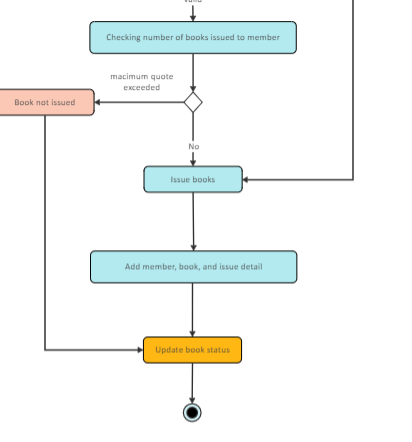 Valid
Checking number of books issued to member
macimum quote
exceeded
Book not issued
No
Issue books
Add member, book, and issue detail
Update book status